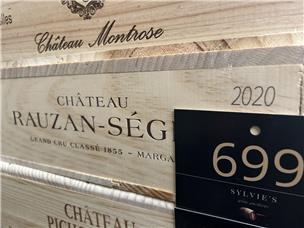 Château Montrose
CHÂTEAU
2020
RAUZAN-SÉG
GRAND CRU CLASSÉ 1855 - MARGA
699
SYLVIE'S
CHÂTEAU